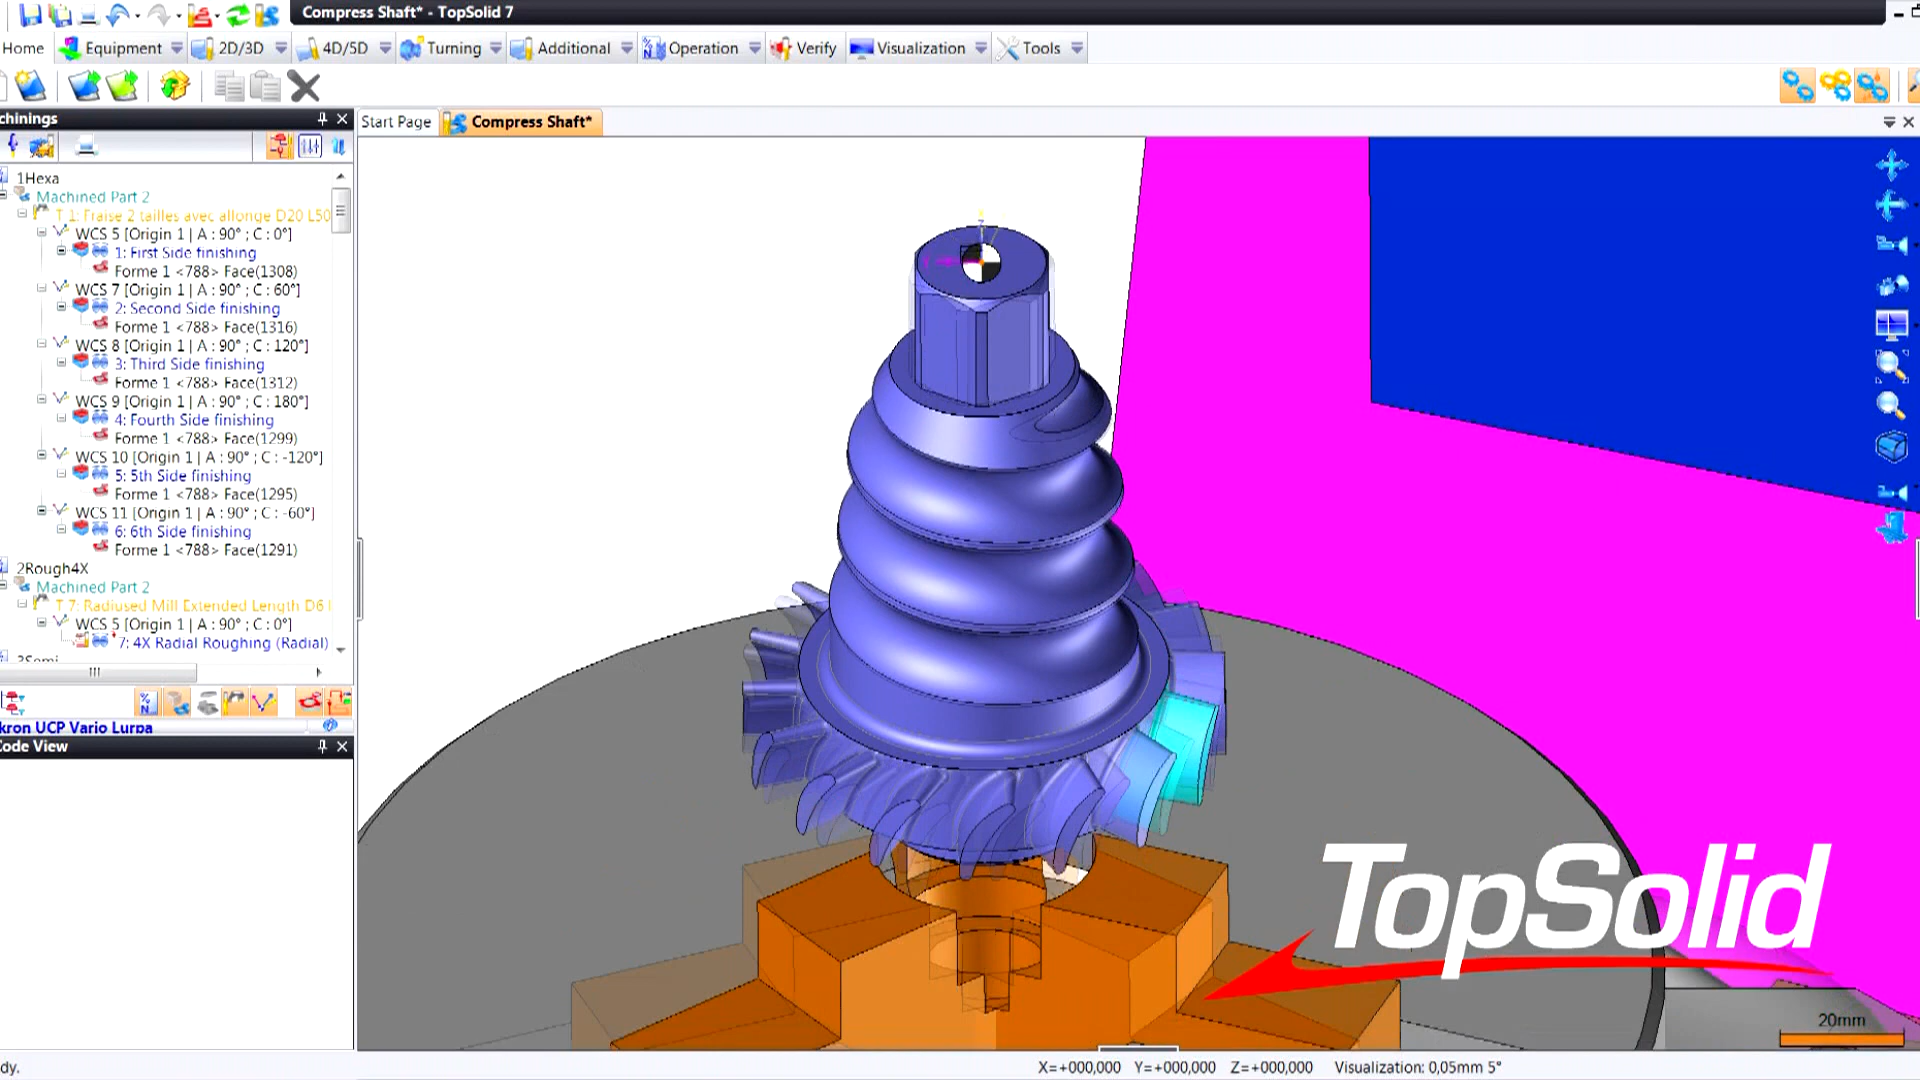 Compress Shaft* - TopSolid 7
Home Equipment 2D/3D 4D/5D Turning Additional Operation Verify Visualization Tools
chinings
Start Page Compress Shaft*
1Hexa
Machined Part 2
T 1: Fraise 2 tailles avec allonge D20 L50
WCS 5 [Origin 1 | A : 90° ; C : 0°]
1: First Side finishing
Forme 1 <788> Face(1308)
WCS 7 [Origin 1 | A : 90° ; C : 60°]
2: Second Side finishing
Forme 1 <788> Face(1316)
WCS 8 [Origin 1 | A : 90° ; C : 120°]
3: Third Side finishing
Forme 1 <788> Face(1312)
WCS 9 [Origin 1 | A : 90° ; C : 180°]
4: Fourth Side finishing
Forme 1 <788> Face(1299)
WCS 10 [Origin 1 | A : 90° ; C : -120°]
5: 5th Side finishing
Forme 1 <788> Face(1295)
WCS 11 [Origin 1 | A : 90° ; C : -60°]
6: 6th Side finishing
Forme 1 <788> Face(1291)
2Rough4X
Machined Part 2
T 7: Radiused Mill Extended Length D6
WCS 5 [Origin 1 | A : 90° ; C : 0°]
7: 4X Radial Roughing (Radial)
kron UCP Vario Lurpa
Code View
TopSolid
20mm
dy.
X=+000,000 Y=+000,000 Z=+000,000 Visualization: 0,05mm 5°